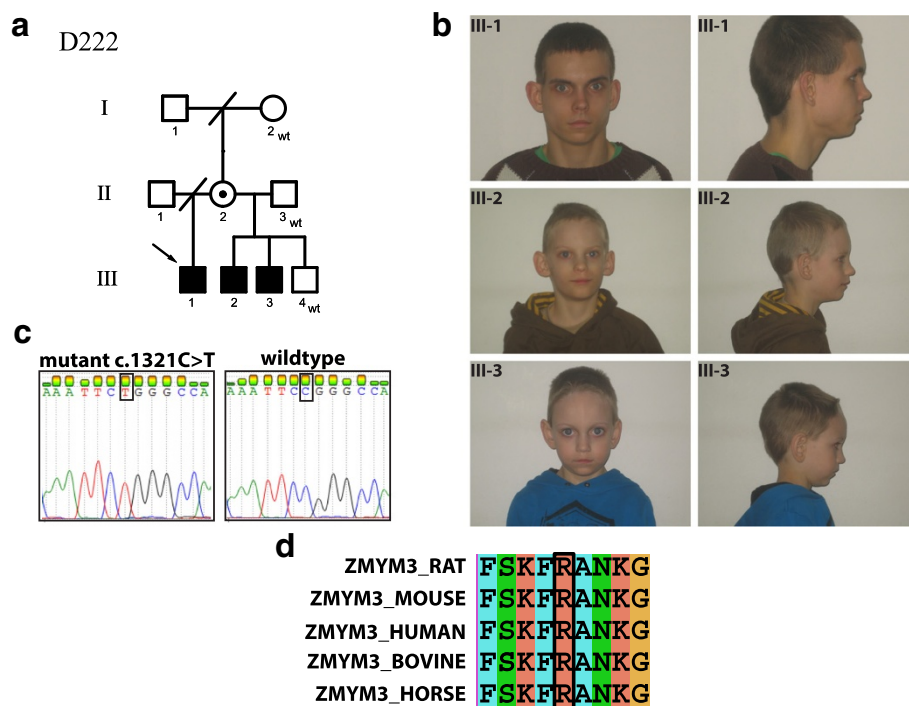 a
D222
I
1
2 wt
II
1
2
3 wt
III
1
2
3
4 wt
b
III-1
III-1
III-2
III-2
III-3
III-3
c
mutant c.1321C>T
AAATTCTGGGCCA
wildtype
AAATTCCGGGCCA
d
ZMYM3_RAT FSKFRANKG
ZMYM3_MOUSE FSKFRANKG
ZMYM3_HUMAN FSKFRANKG
ZMYM3_BOVINE FSKFRANKG
ZMYM3_HORSE FSKFRANKG